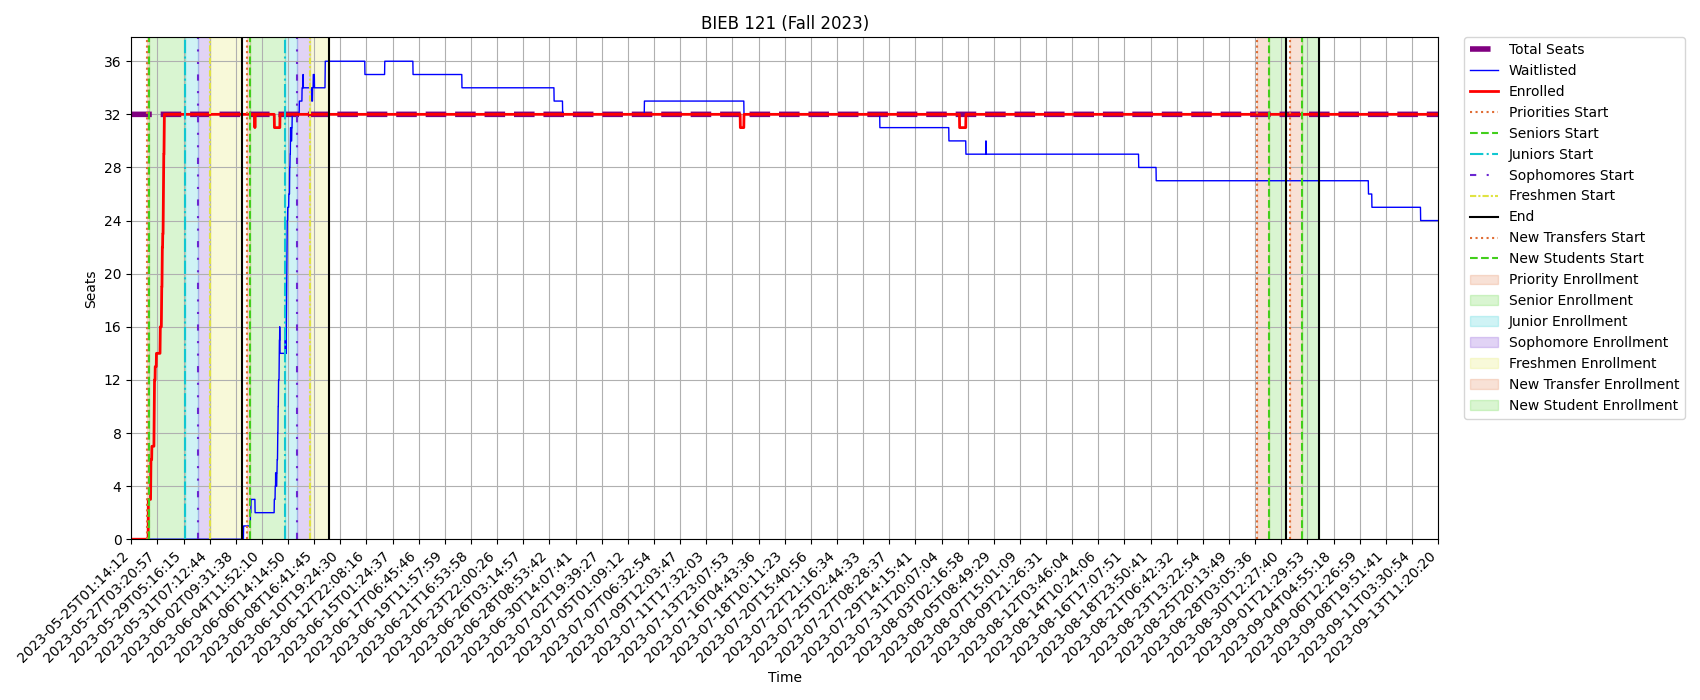 BIEB 121 (Fall 2023)
Seats
36
32
28
24
20
16
12
8
4
0
2023-05-25T01:14:12
2023-05-27T03:20:57
2023-05-29T05:16:15
2023-05-31T07:12:44
2023-06-02T09:31:38
2023-06-04T11:52:10
2023-06-06T14:14:50
2023-06-08T16:41:45
2023-06-10T19:24:30
2023-06-12T22:08:16
2023-06-15T01:24:37
2023-06-17T06:45:46
2023-06-19T11:57:59
2023-06-21T16:53:58
2023-06-23T22:00:26
2023-06-26T03:14:57
2023-06-28T08:53:42
2023-06-30T14:07:41
2023-07-02T19:39:27
2023-07-05T01:09:12
2023-07-07T06:32:54
2023-07-09T12:03:47
2023-07-11T17:32:03
2023-07-13T23:07:53
2023-07-16T04:43:36
2023-07-18T10:11:23
2023-07-20T15:40:56
2023-07-22T21:16:34
2023-07-25T02:44:33
2023-07-27T08:28:37
2023-07-29T14:15:41
2023-07-31T20:07:04
2023-08-03T02:16:58
2023-08-05T08:49:29
2023-08-07T15:01:09
2023-08-09T21:26:31
2023-08-12T03:46:04
2023-08-14T10:24:06
2023-08-16T17:07:51
2023-08-18T23:50:41
2023-08-21T06:42:32
2023-08-23T13:22:54
2023-08-25T20:13:49
2023-08-28T03:05:36
2023-08-30T12:27:40
2023-09-01T21:29:53
2023-09-04T04:55:18
2023-09-06T12:26:59
2023-09-08T19:51:41
2023-09-11T03:30:54
2023-09-13T11:20:20
Time
Total Seats
Waitlisted
Enrolled
Priorities Start
Seniors Start
Juniors Start
Sophomores Start
Freshmen Start
End
New Transfers Start
New Students Start
Priority Enrollment
Senior Enrollment
Junior Enrollment
Sophomore Enrollment
Freshmen Enrollment
New Transfer Enrollment
New Student Enrollment